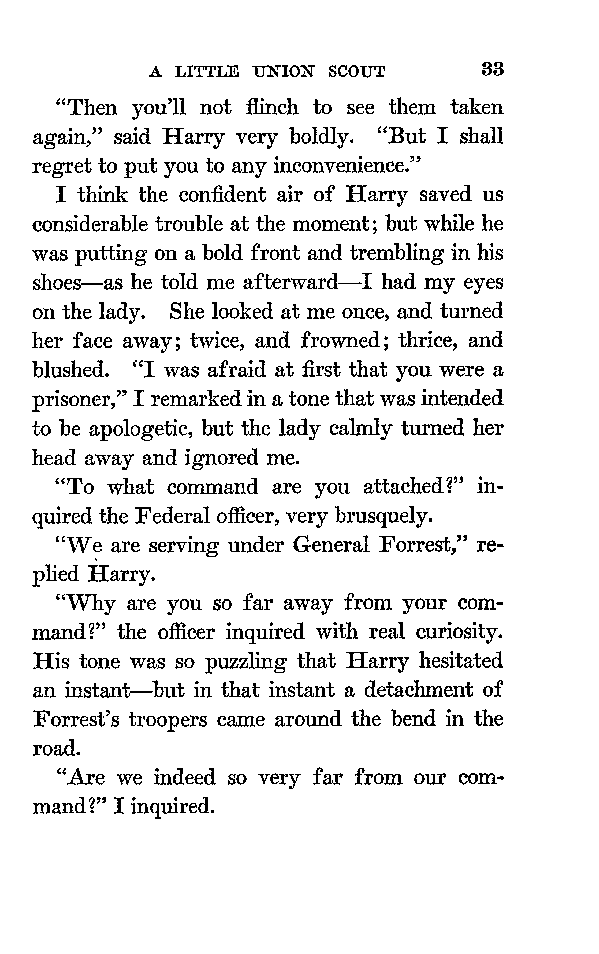 A LITTLE UNION SCOUT 33
“Then you’ll not flinch to see them taken
again,” said Harry very boldly. “But I shall
regret to put you to any inconvenience.”
I think the confident air of Harry saved us
considerable trouble at the moment; but while he
was putting on a bold front and trembling in his
shoes—as he told me afterward—I had my eyes
on the lady. She looked at me once, and turned
her face away; twice, and frowned; thrice, and
blushed. “I was afraid at first that you were a
prisoner,” I remarked in a tone that was intended
to be apologetic, but the lady calmly turned her
head away and ignored me.
“To what command are you attached?” in-
quired the Federal officer, very brusquely.
“We are serving under General Forrest,” re-
plied Harry.
“Why are you so far away from your com-
mand?” the officer inquired with real curiosity.
His tone was so puzzling that Harry hesitated
an instant—but in that instant a detachment of
Forrest’s troopers came around the bend in the
road.
“Are we indeed so very far from our com-
mand?” I inquired.